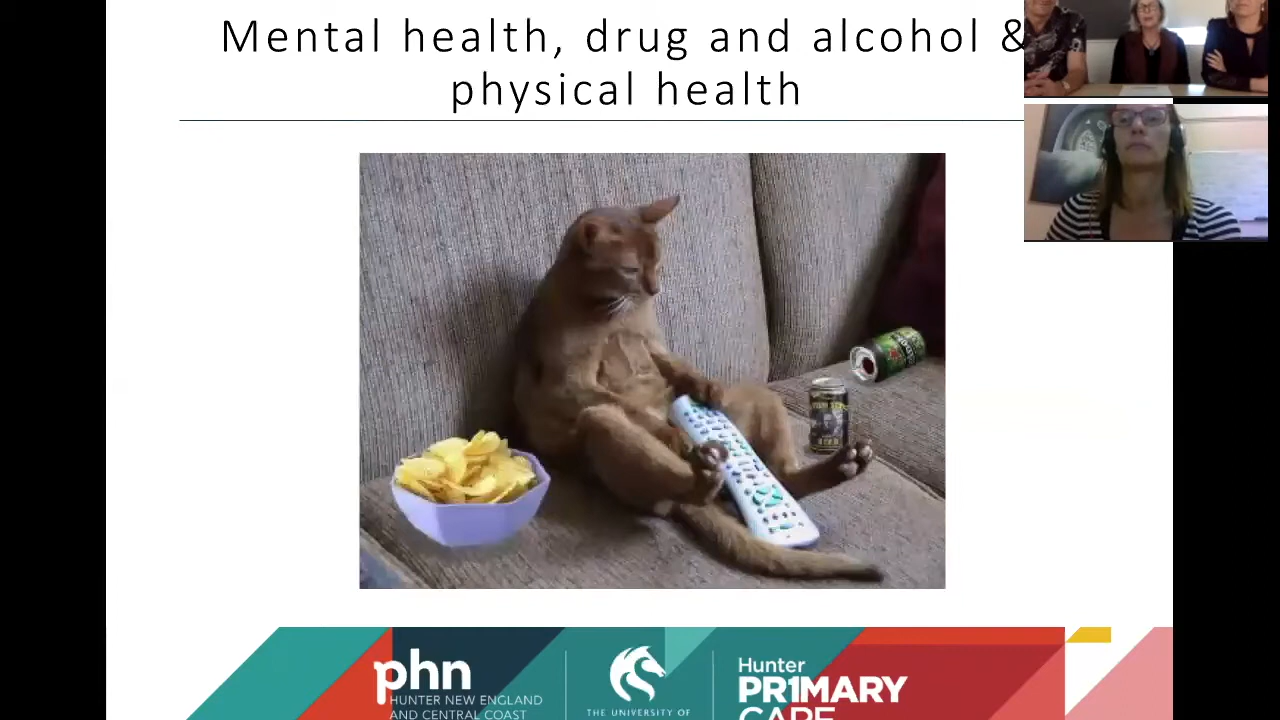 Mental health, drug and alcohol &
physical health
phn
HUNTER NEW ENGLAND
AND CENTRAL COAST
THE UNIVERSITY OF
Hunter
PR1MARY
CARE